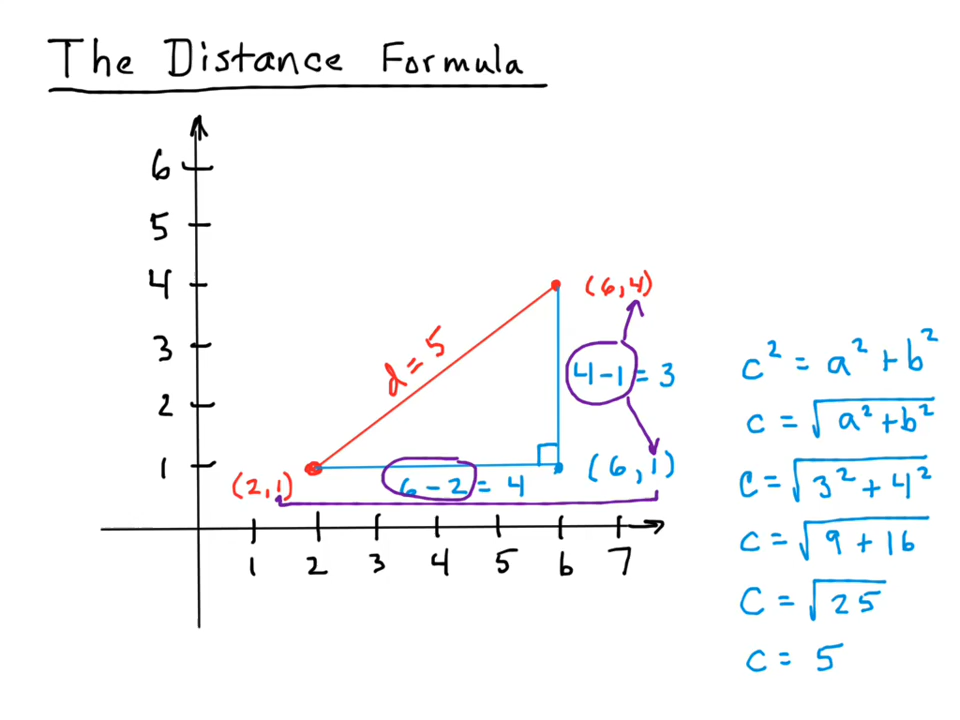 The Distance Formula
6
5
4
3
2
1
1 2 3 4 5 6 7
d = 5
(6,4)
4-1 = 3
(6,1)
(2,1)
6-2 = 4
c² = a² + b²
c = √a²+b²
c = √3² + 4²
c = √9 + 16
c = √25
c = 5